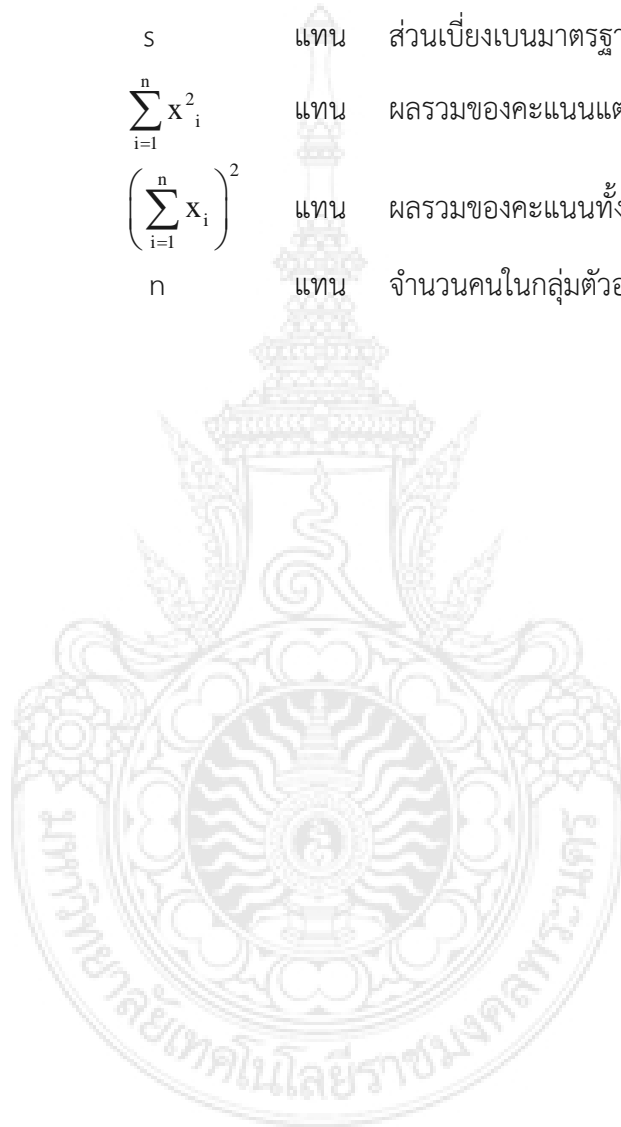 s แทน ส่วนเบี่ยงเบนมาตรฐา
\sum_{i=1}^{n} x^2_i แทน ผลรวมของคะแนนแต
\left(\sum_{i=1}^{n} x_i\right)^2 แทน ผลรวมของคะแนนทั้ง
n แทน จำนวนคนในกลุ่มตัวอ
มหาวิทยาลัยเทคโนโลยีราชมงคลพระนคร